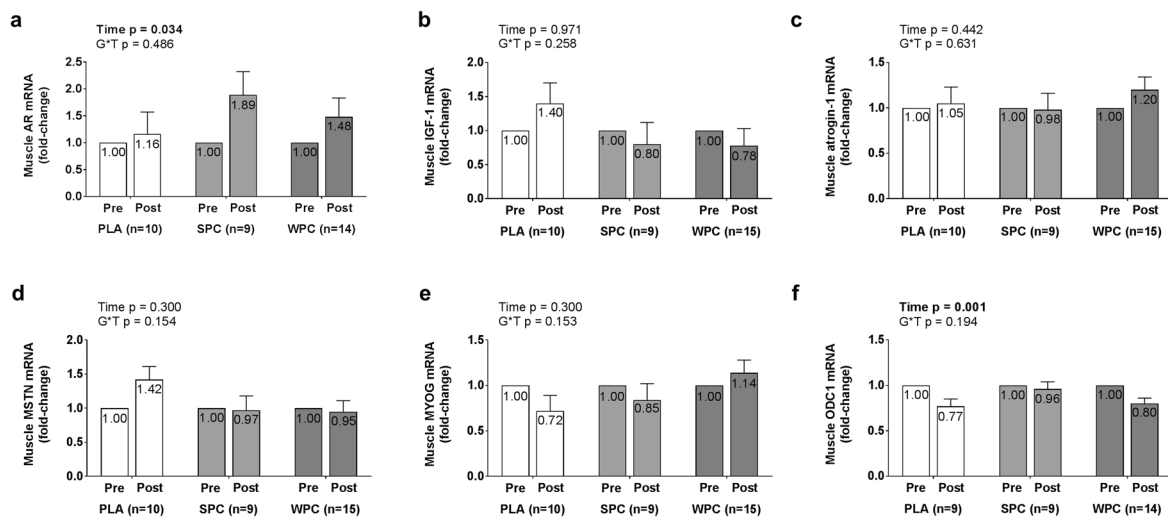 a
Time p = 0.034
G*T p = 0.486
Muscle AR mRNA
(fold-change)
2.5
2.0
1.5
1.0
0.5
0.0
1.00
1.16
1.00
1.89
1.00
1.48
Pre Post Pre Post Pre Post
PLA (n=10) SPC (n=9) WPC (n=14)
b
Time p = 0.971
G*T p = 0.258
Muscle IGF-1 mRNA
(fold-change)
2.0
1.5
1.0
0.5
0.0
1.00
1.40
1.00
0.80
1.00
0.78
Pre Post Pre Post Pre Post
PLA (n=10) SPC (n=9) WPC (n=15)
c
Time p = 0.442
G*T p = 0.631
Muscle atrogin-1 mRNA
(fold-change)
1.5
1.0
0.5
0.0
1.00
1.05
1.00
0.98
1.00
1.20
Pre Post Pre Post Pre Post
PLA (n=10) SPC (n=9) WPC (n=15)
d
Time p = 0.300
G*T p = 0.154
Muscle MSTN mRNA
(fold-change)
2.0
1.5
1.0
0.5
0.0
1.00
1.42
1.00
0.97
1.00
0.95
Pre Post Pre Post Pre Post
PLA (n=10) SPC (n=9) WPC (n=15)
e
Time p = 0.300
G*T p = 0.153
Muscle MYOG mRNA
(fold-change)
1.5
1.0
0.5
0.0
1.00
0.72
1.00
0.85
1.00
1.14
Pre Post Pre Post Pre Post
PLA (n=10) SPC (n=9) WPC (n=15)
f
Time p = 0.001
G*T p = 0.194
Muscle ODC1 mRNA
(fold-change)
1.5
1.0
0.5
0.0
1.00
0.77
1.00
0.96
1.00
0.80
Pre Post Pre Post Pre Post
PLA (n=9) SPC (n=9) WPC (n=14)